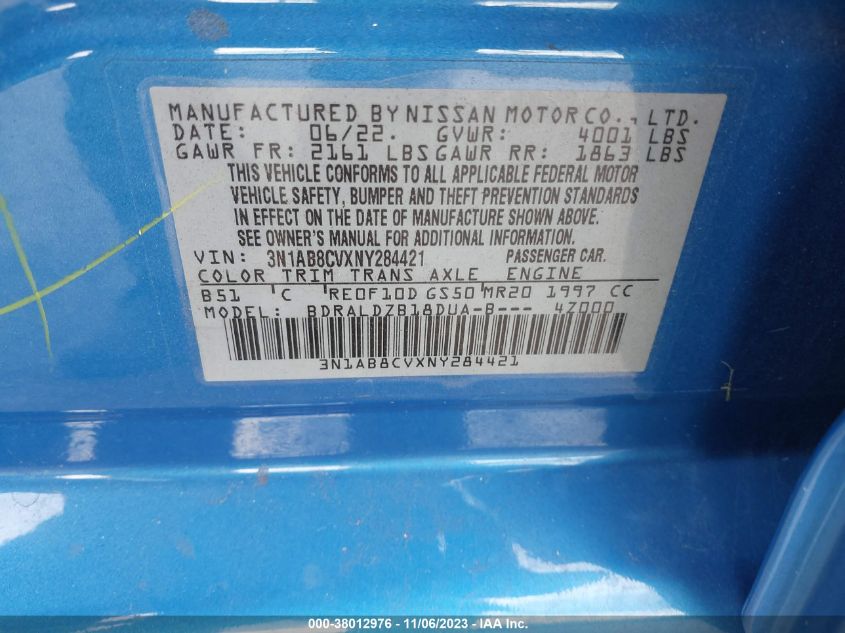 MANUFACTURED BY NISSAN MOTOR CO., LTD.
DATE: 06/22. GVWR: 4001 LBS
GAWR FR: 2161 LBS GAWR RR: 1863 LBS
THIS VEHICLE CONFORMS TO ALL APPLICABLE FEDERAL MOTOR
VEHICLE SAFETY, BUMPER AND THEFT PREVENTION STANDARDS
IN EFFECT ON THE DATE OF MANUFACTURE SHOWN ABOVE.
SEE OWNER'S MANUAL FOR ADDITIONAL INFORMATION.
VIN: 3N1AB8CVXNY284421 PASSENGER CAR.
COLOR TRIM TRANS AXLE ENGINE
B51 C RE0F10D GS50 MR20 1997 CC
MODEL: BDRALDZB18DUA-B--- 4Z000
3N1AB8CVXNY284421
000-38012976 - 11/06/2023 - IAA Inc.